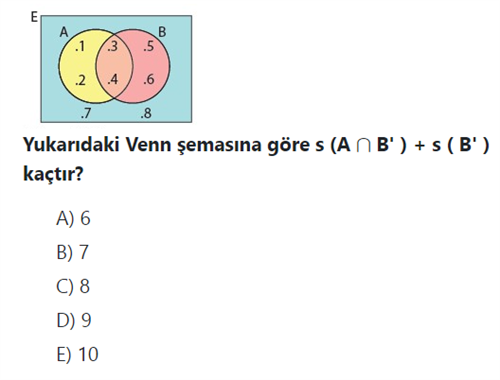 E
A B
.1 .3 .5
.2 .4 .6
.7 .8
Yukarıdaki Venn şemasına göre s (A ∩ B' ) + s ( B' )
kaçtır?
A) 6
B) 7
C) 8
D) 9
E) 10